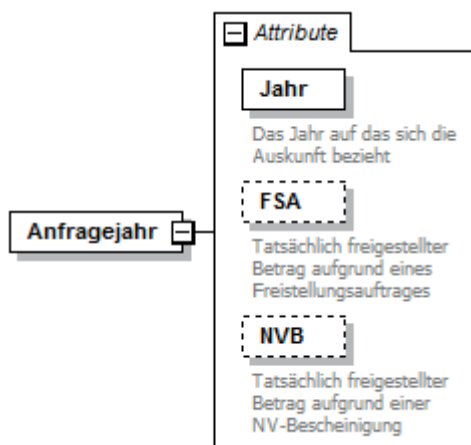 Attribute
Jahr
Das Jahr auf das sich die
Auskunft bezieht
Anfragejahr
FSA
Tatsächlich freigestellter
Betrag aufgrund eines
Freistellungsauftrages
NVB
Tatsächlich freigestellter
Betrag aufgrund einer
NV-Bescheinigung